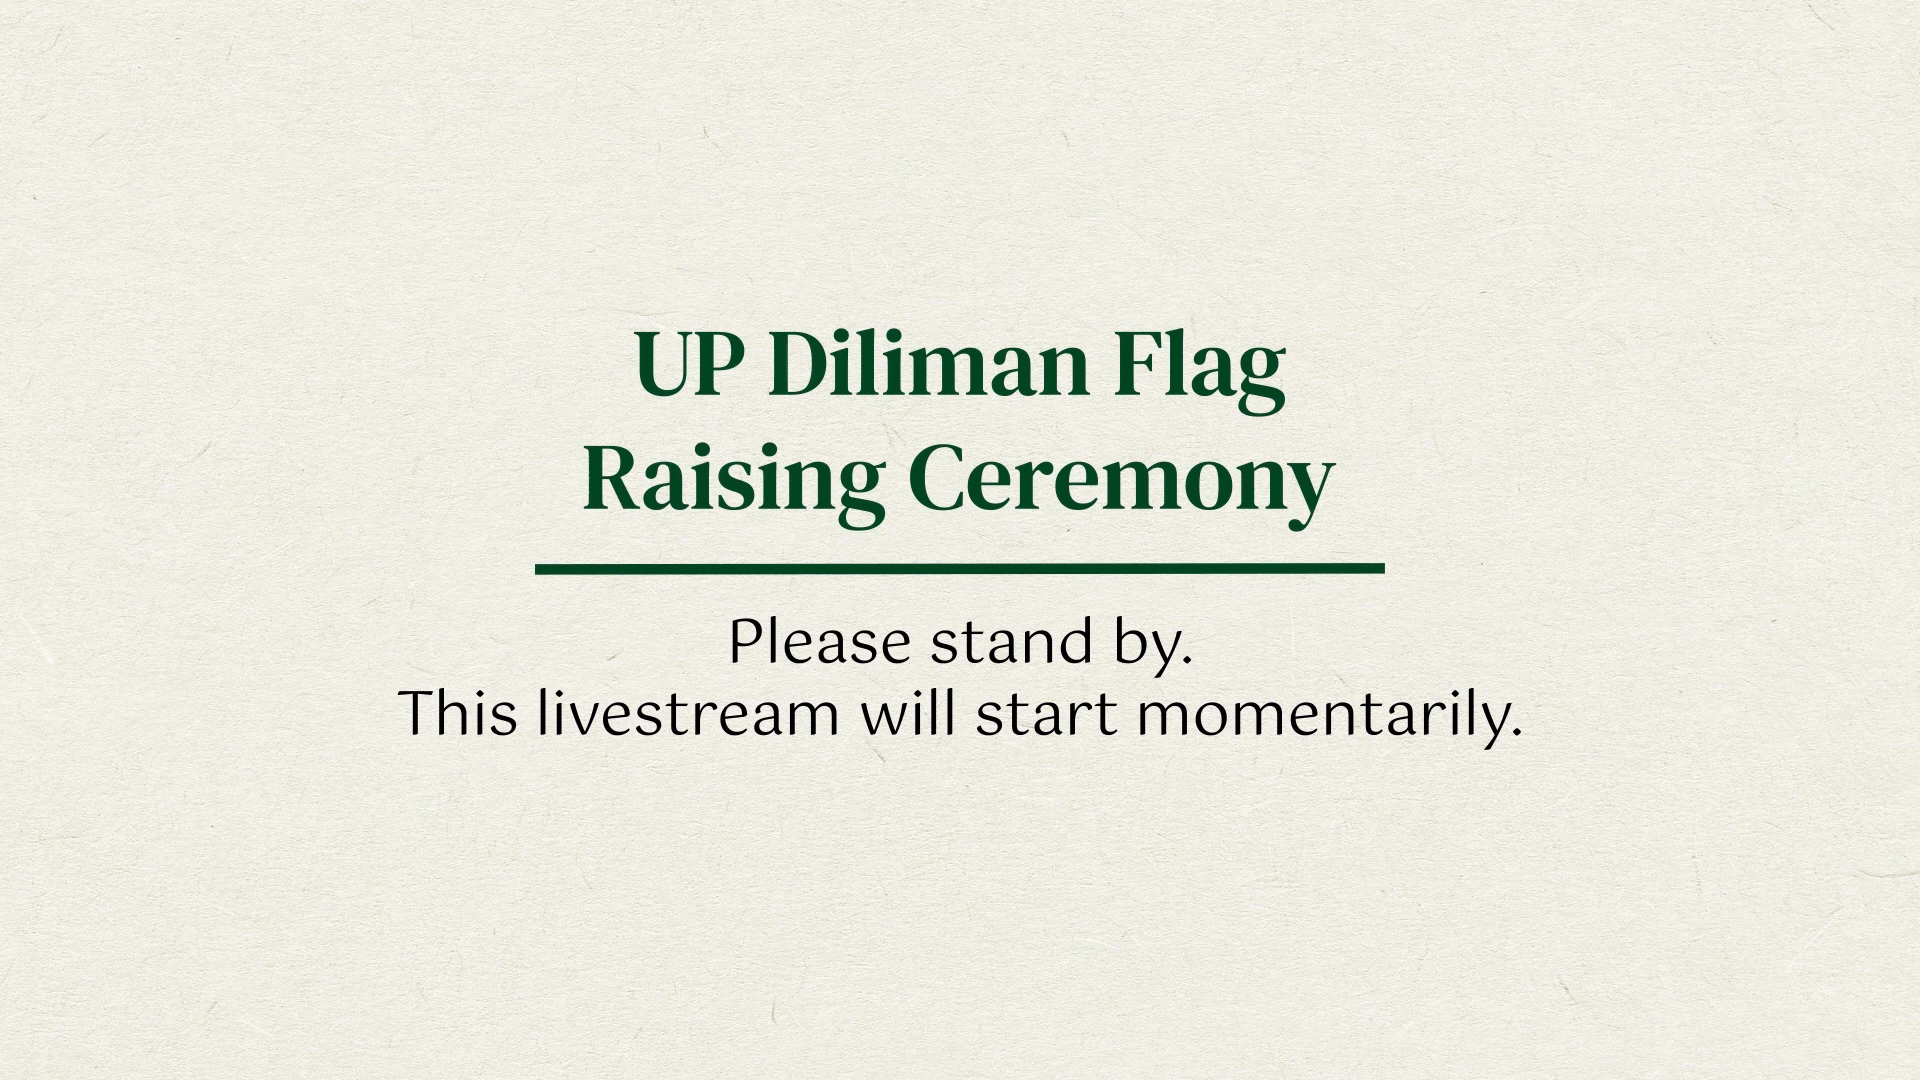 UP Diliman Flag
Raising Ceremony
Please stand by.
This livestream will start momentarily.